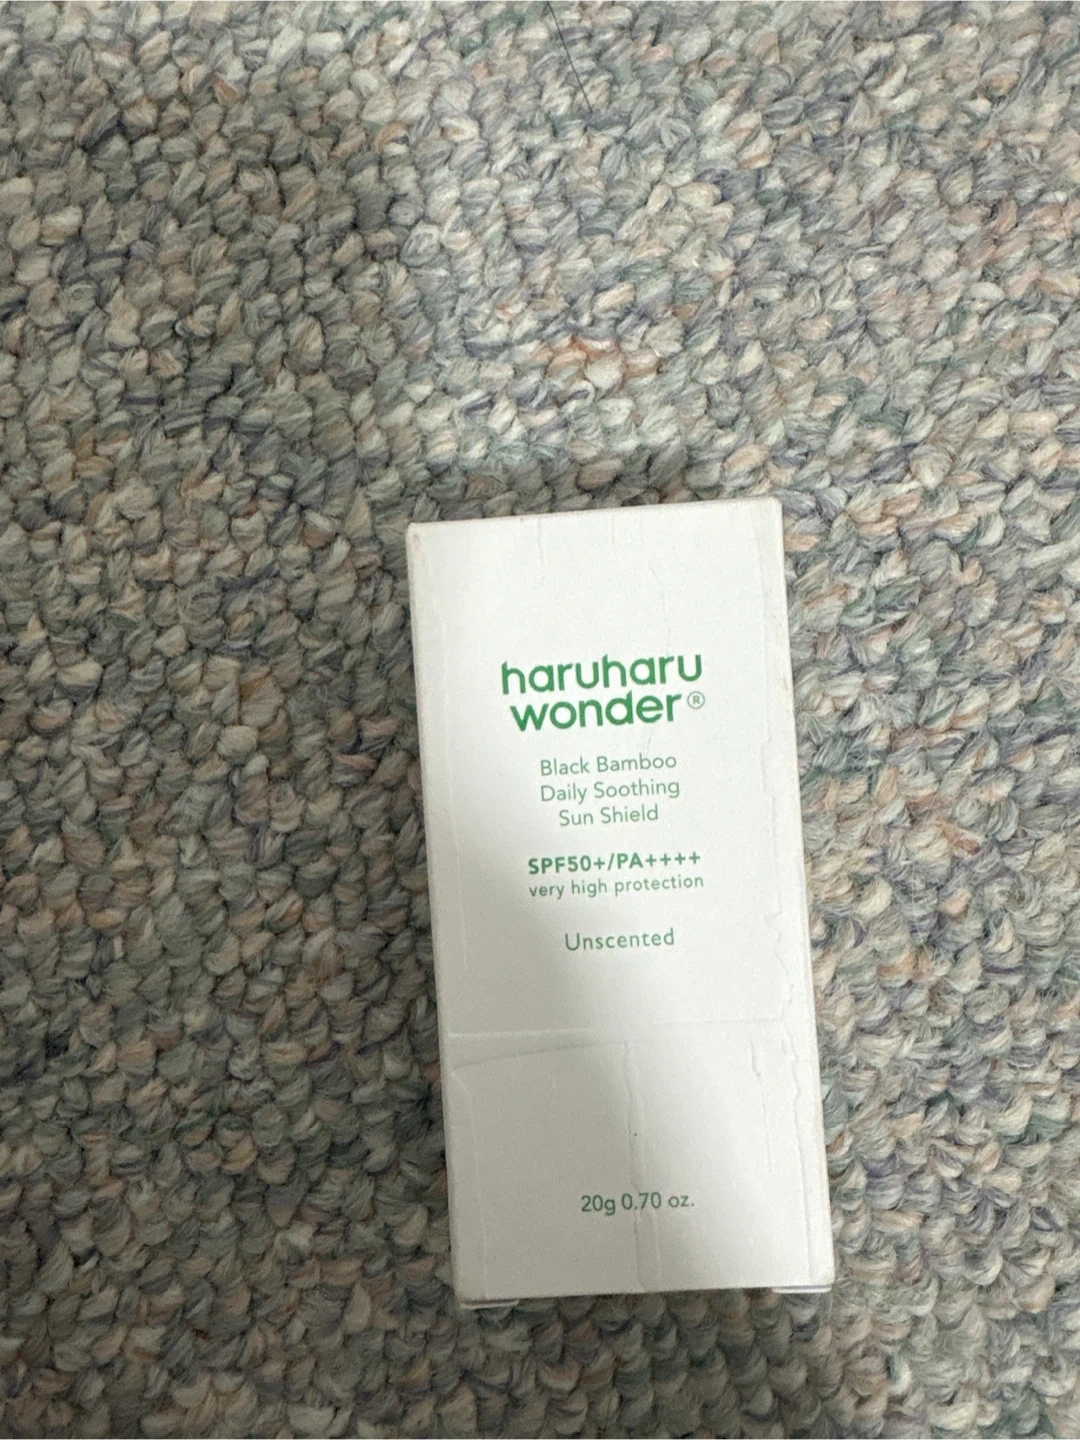 haruharu
wonder®
Black Bamboo
Daily Soothing
Sun Shield
SPF50+/PA++++
very high protection
Unscented
20g 0.70 oz.